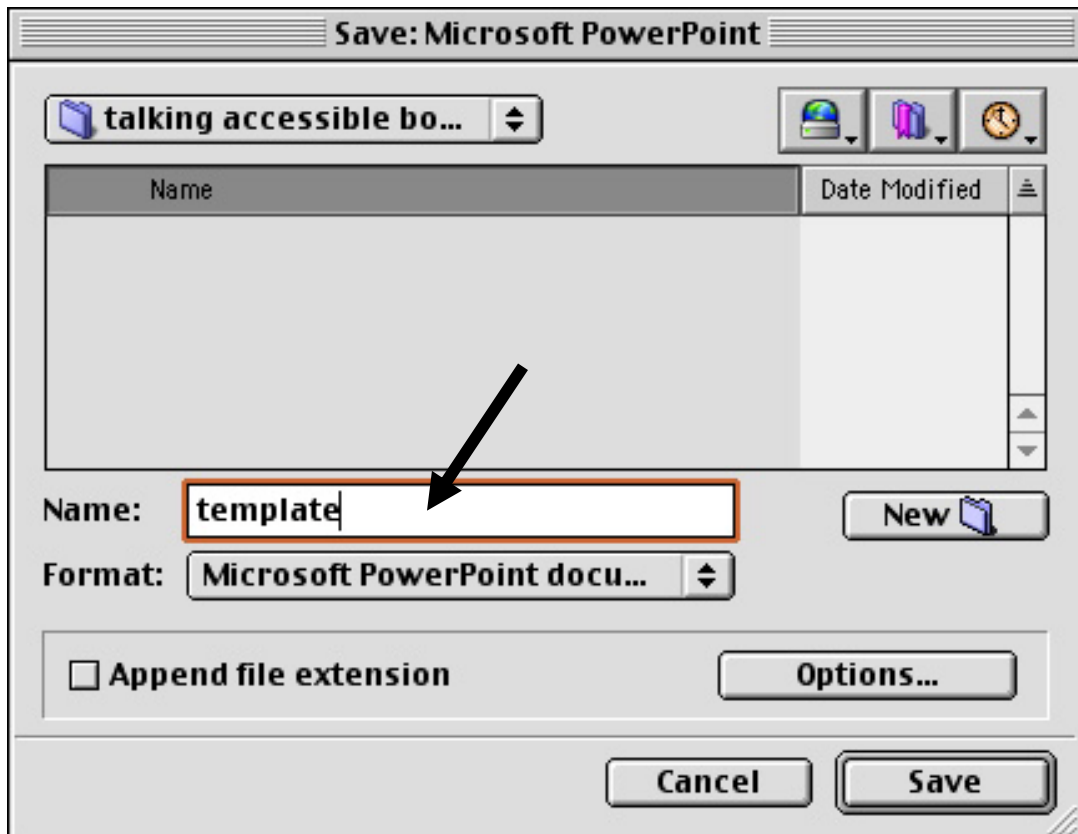 Save: Microsoft PowerPoint
talking accessible bo...
Name Date Modified
Name: template
New
Format: Microsoft PowerPoint docu...
Append file extension Options...
Cancel Save